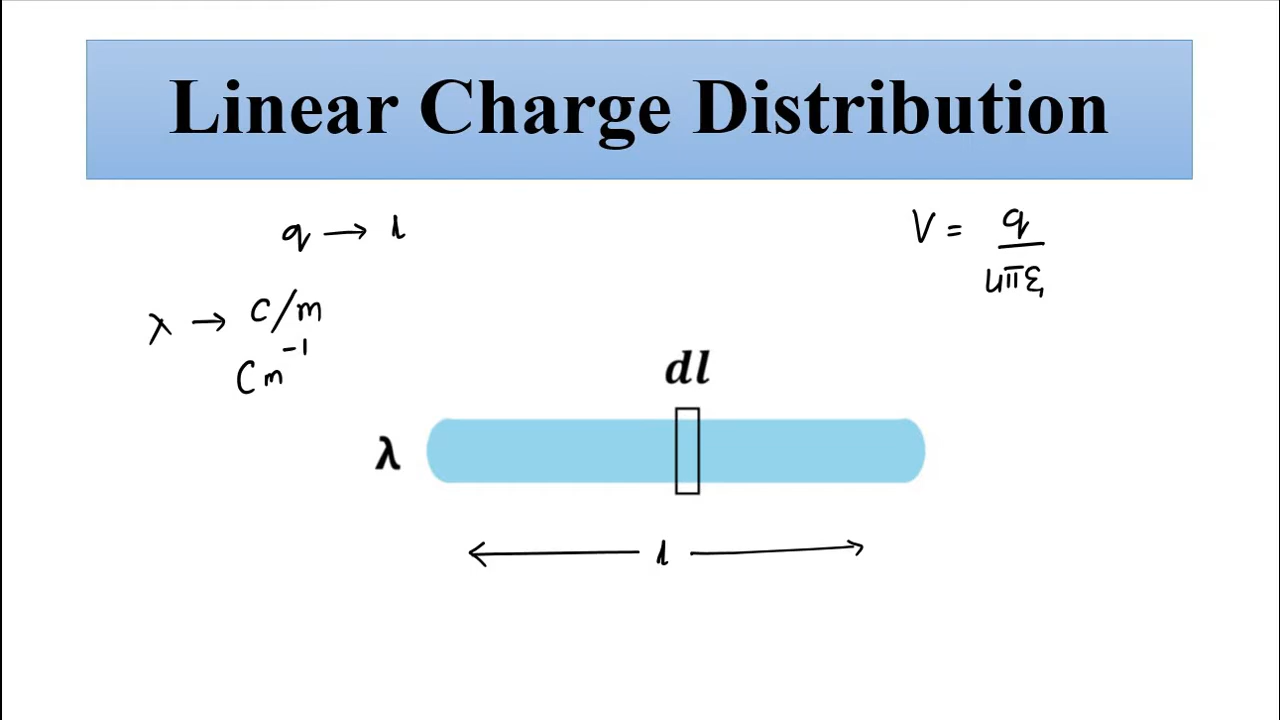 Linear Charge Distribution
q → l
V = q / 4πε
λ → C/m
Cm⁻¹
dl
λ
l